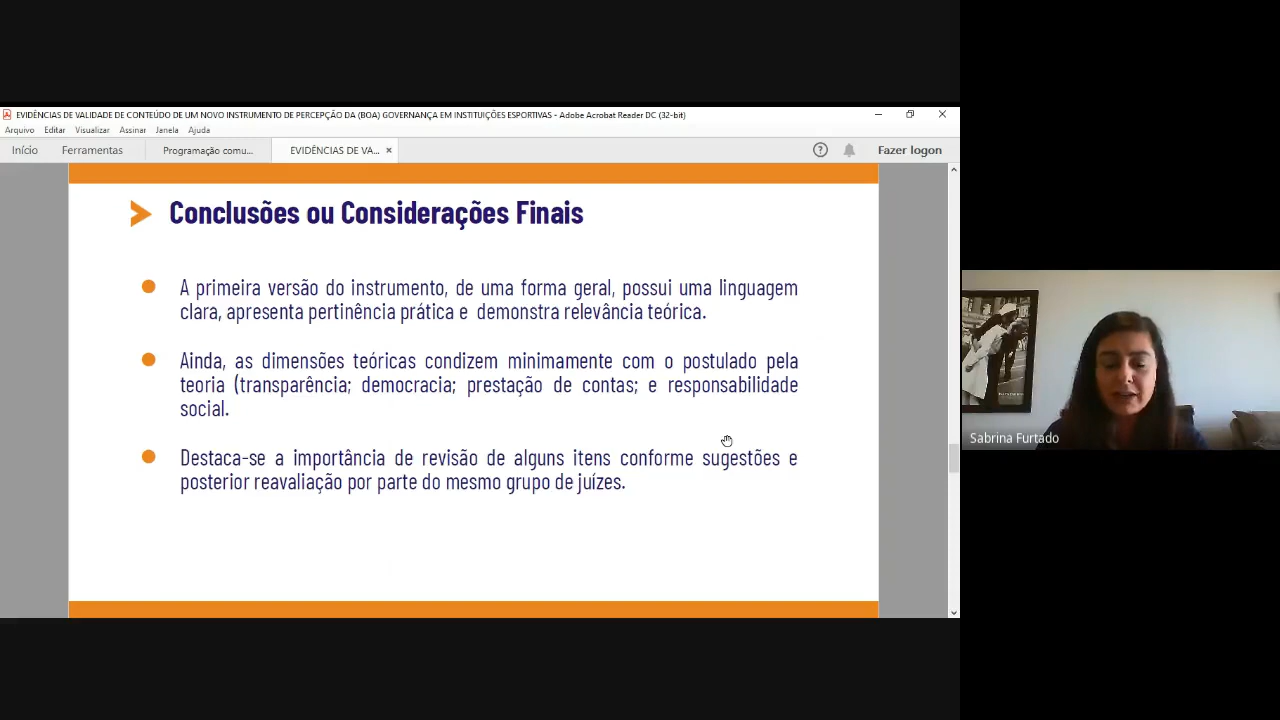 EVIDÊNCIAS DE VALIDADE DE CONTEÚDO DE UM NOVO INSTRUMENTO DE PERCEPÇÃO DA (BOA) GOVERNANÇA EM INSTITUIÇÕES ESPORTIVAS - Adobe Acrobat Reader DC (32-bit)
Arquivo Editar Visualizar Assinar Janela Ajuda
Início Ferramentas Programação comu... EVIDÊNCIAS DE VA... × Fazer logon
> Conclusões ou Considerações Finais
A primeira versão do instrumento, de uma forma geral, possui uma linguagem
clara, apresenta pertinência prática e demonstra relevância teórica.
Ainda, as dimensões teóricas condizem minimamente com o postulado pela
teoria (transparência; democracia; prestação de contas; e responsabilidade
social.
Destaca-se a importância de revisão de alguns itens conforme sugestões e
posterior reavaliação por parte do mesmo grupo de juízes.
Sabrina Furtado